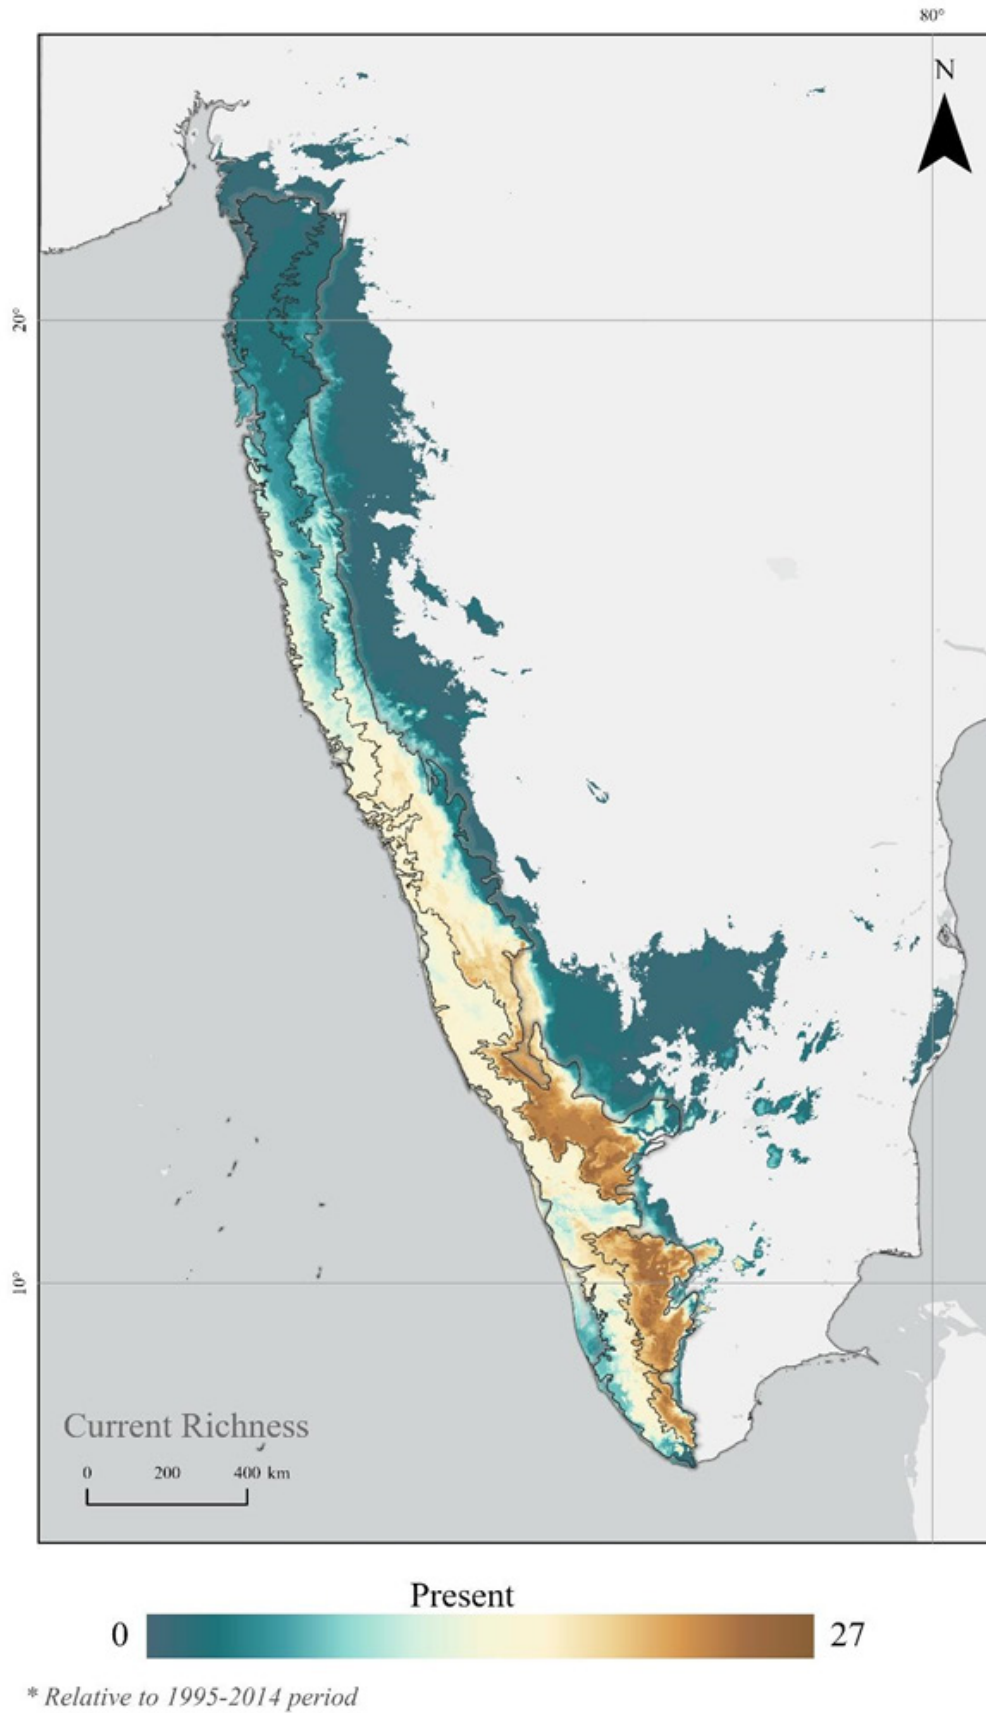 80°
N
20°
10°
Current Richness
0 200 400 km
Present
0 27
* Relative to 1995-2014 period